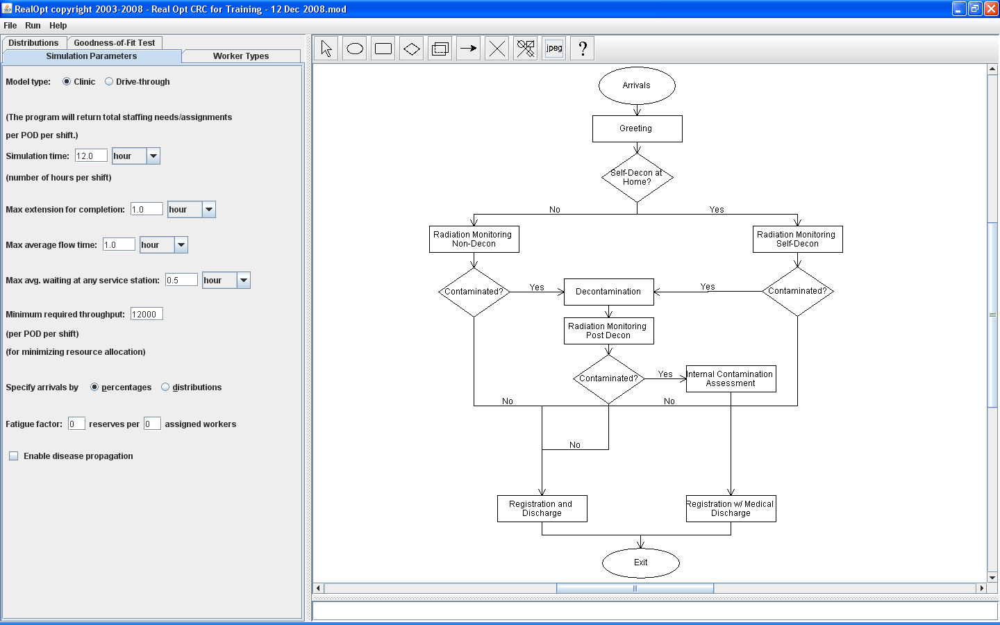 RealOpt copyright 2003-2008 - Real Opt CRC for Training - 12 Dec 2008.mod
File Run Help
Distributions Goodness-of-Fit Test
Simulation Parameters Worker Types
Model type: Clinic Drive-through
(The program will return total staffing needs/assignments
per POD per shift.)
Simulation time: 12.0 hour
(number of hours per shift)
Max extension for completion: 1.0 hour
Max average flow time: 1.0 hour
Max avg. waiting at any service station: 0.5 hour
Minimum required throughput: 12000
(per POD per shift)
(for minimizing resource allocation)
Specify arrivals by percentages distributions
Fatigue factor: 0 reserves per 0 assigned workers
Enable disease propagation
jpeg ?
Arrivals
Greeting
Self-Decon at
Home?
No Yes
Radiation Monitoring
Non-Decon
Radiation Monitoring
Self-Decon
Contaminated? Yes Decontamination Yes Contaminated?
Radiation Monitoring
Post Decon
Contaminated? Yes
Internal Contamination
Assessment
No No
No
Registration and
Discharge
Registration w/ Medical
Discharge
Exit